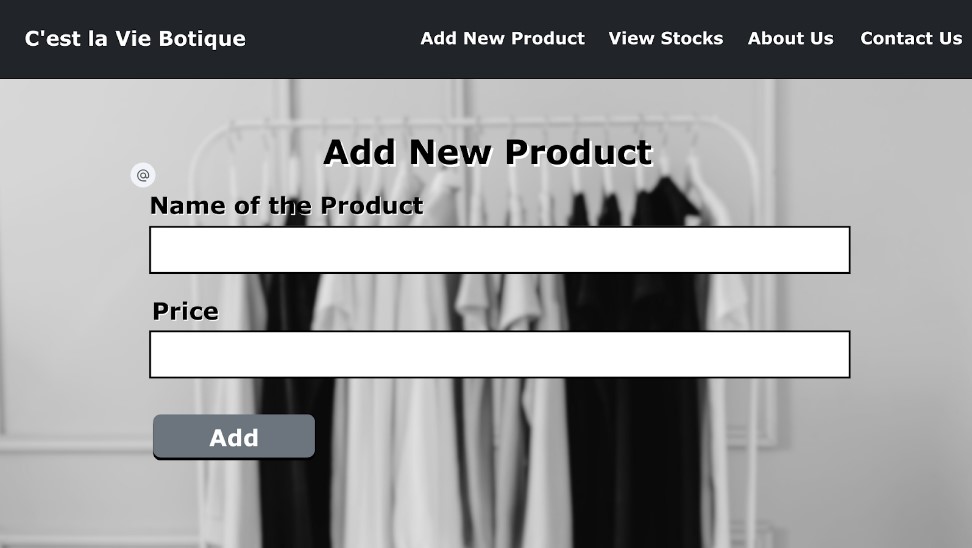 C'est la Vie Botique
Add New Product View Stocks About Us Contact Us
Add New Product
@
Name of the Product
Price
Add